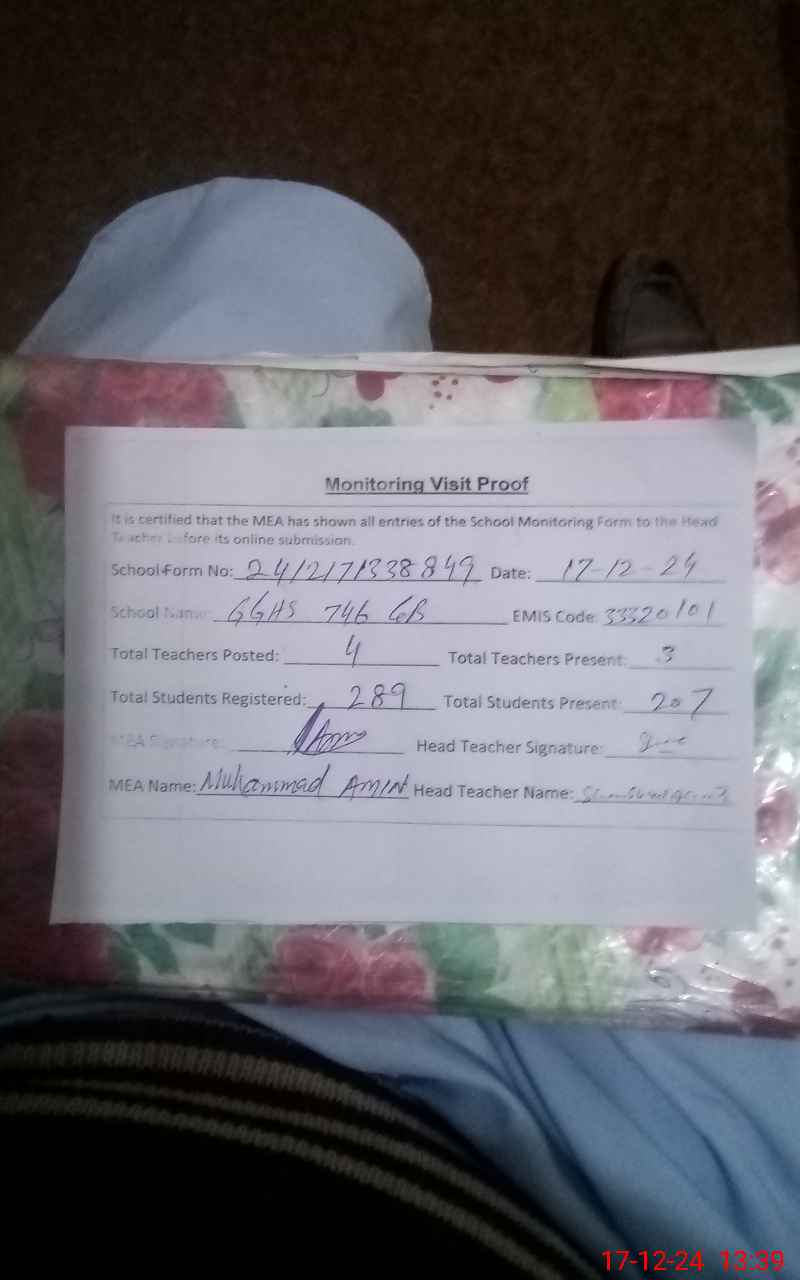 Monitoring Visit Proof
It is certified that the MEA has shown all entries of the School Monitoring Form to the Head
Teacher before its online submission.
School Form No: 2412171338849 Date: 17-12-24
School Name: GGHS 746 GB EMIS Code: 33320101
Total Teachers Posted: 4 Total Teachers Present: 3
Total Students Registered: 289 Total Students Present: 207
MEA Signature: Head Teacher Signature:
MEA Name: Muhammad AMIN Head Teacher Name:
17-12-24 13:39